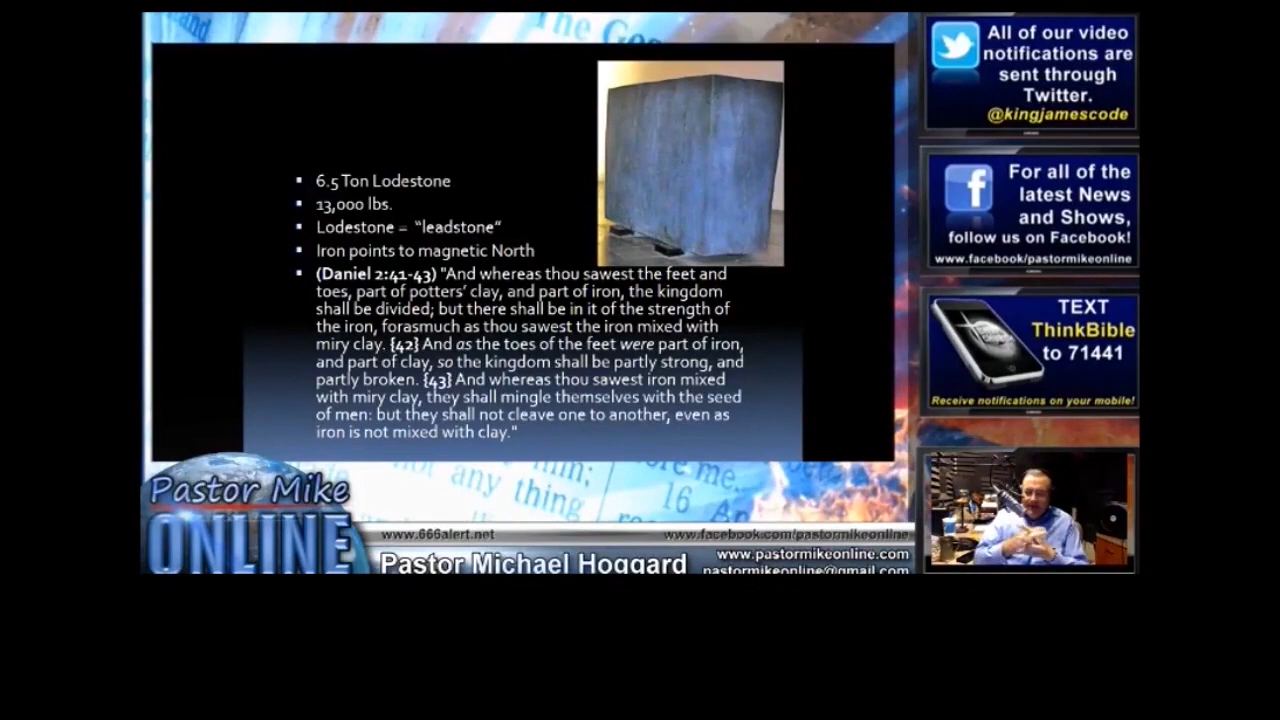 The Gos
6.5 Ton Lodestone
13,000 lbs.
Lodestone = “leadstone“
Iron points to magnetic North
(Daniel 2:41-43) "And whereas thou sawest the feet and
toes, part of potters’ clay, and part of iron, the kingdom
shall be divided; but there shall be in it of the strength of
the iron, forasmuch as thou sawest the iron mixed with
miry clay. {42} And as the toes of the feet were part of iron,
and part of clay, so the kingdom shall be partly strong, and
partly broken. {43} And whereas thou sawest iron mixed
with miry clay, they shall mingle themselves with the seed
of men: but they shall not cleave one to another, even as
iron is not mixed with clay."
All of our video
notifications are
sent through
Twitter.
@kingjamescode
For all of the
latest News
and Shows,
follow us on Facebook!
www.facebook/pastormikeonline
TEXT
ThinkBible
to 71441
Receive notifications on your mobile!
not any thing
him;
16
Pastor Mike
ONLINE
www.666alert.net
www.facebook.com/pastormikeonline
Pastor Michael Hoggard
www.pastormikeonline.com
pastormikeonline@gmail.com